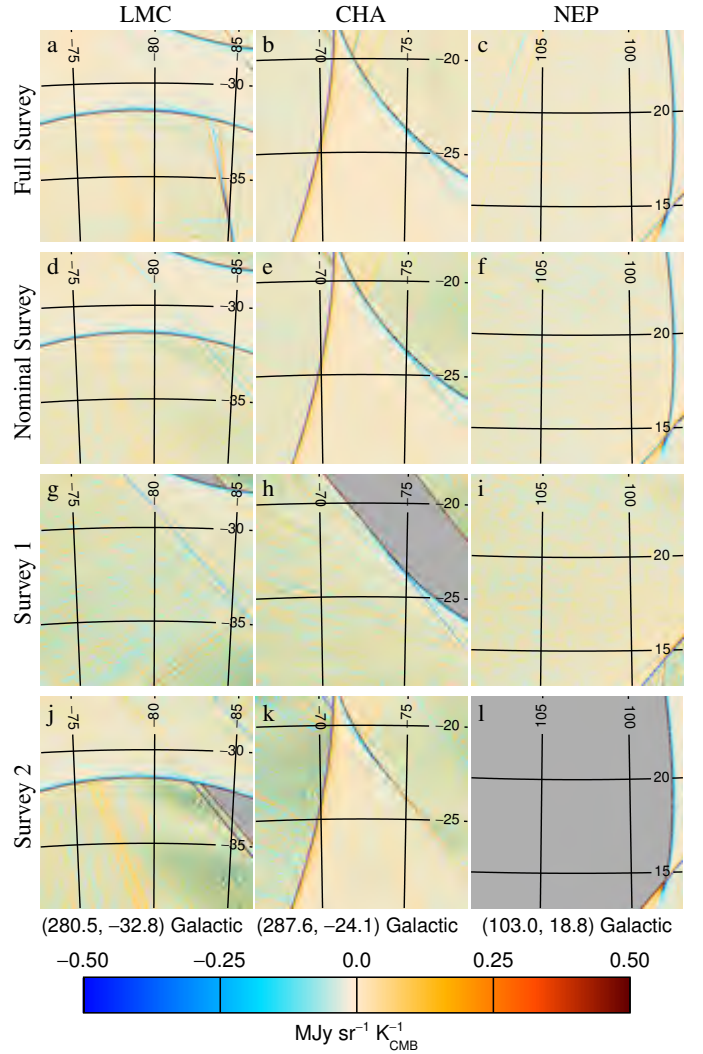 LMC CHA NEP
Full Survey
a −75 −80 −85 −30 −35
b −70 −75 −20 −25
c 105 100 20 15
Nominal Survey
d −75 −80 −85 −30 −35
e −70 −75 −20 −25
f 105 100 20 15
Survey 1
g −75 −80 −85 −30 −35
h −70 −75 −20 −25
i 105 100 20 15
Survey 2
j −75 −80 −85 −30 −35
k −70 −75 −20 −25
l 105 100 20 15
(280.5, −32.8) Galactic (287.6, −24.1) Galactic (103.0, 18.8) Galactic
−0.50 −0.25 0.0 0.25 0.50
MJy sr⁻¹ K⁻¹CMB